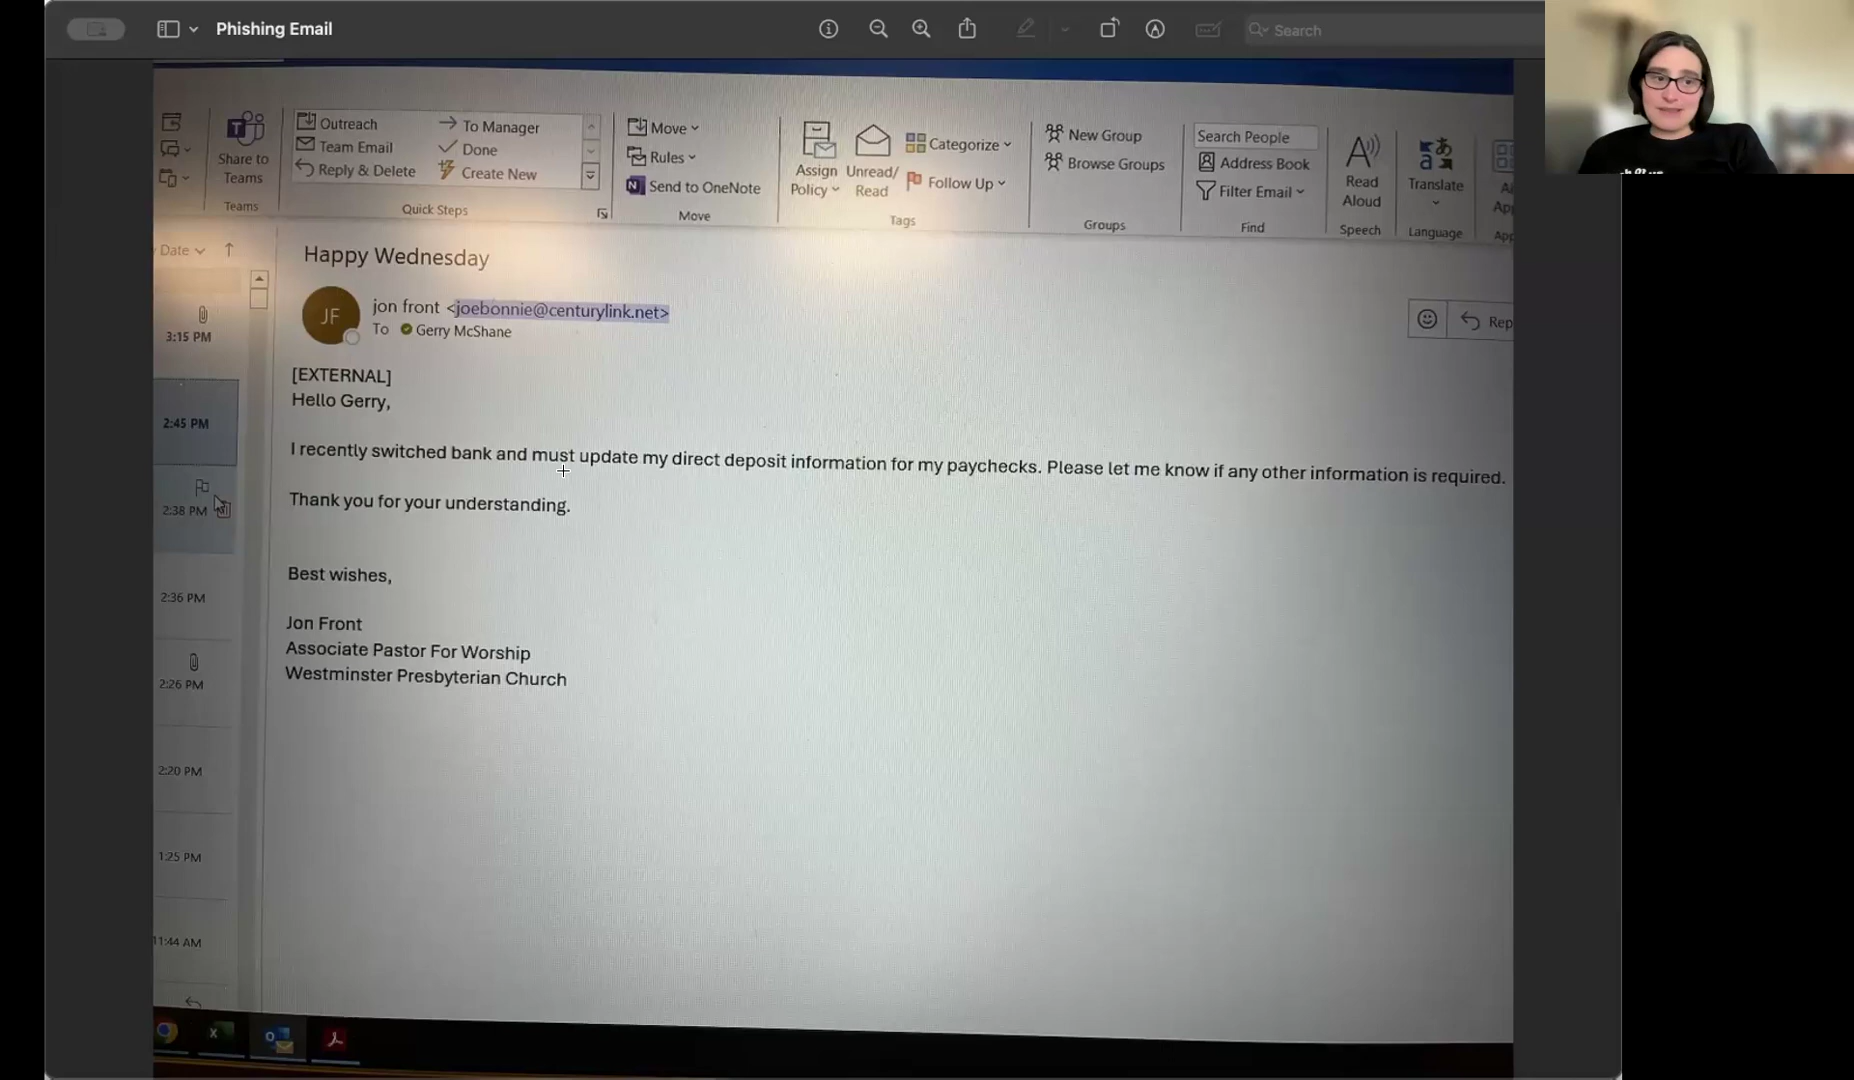 Phishing Email
Search
Outreach
To Manager
Team Email
Done
Reply & Delete
Create New
Share to
Teams
Teams
Quick Steps
Move
Rules
Send to OneNote
Move
Assign
Policy
Unread/
Read
Categorize
Follow Up
Tags
New Group
Browse Groups
Groups
Search People
Address Book
Filter Email
Find
Read
Aloud
Speech
Translate
Language
Date
Happy Wednesday
JF
jon front <joebonnie@centurylink.net>
To Gerry McShane
Rep
3:15 PM
2:45 PM
2:38 PM
2:36 PM
2:26 PM
2:20 PM
1:25 PM
11:44 AM
[EXTERNAL]
Hello Gerry,
I recently switched bank and must update my direct deposit information for my paychecks. Please let me know if any other information is required.
Thank you for your understanding.
Best wishes,
Jon Front
Associate Pastor For Worship
Westminster Presbyterian Church